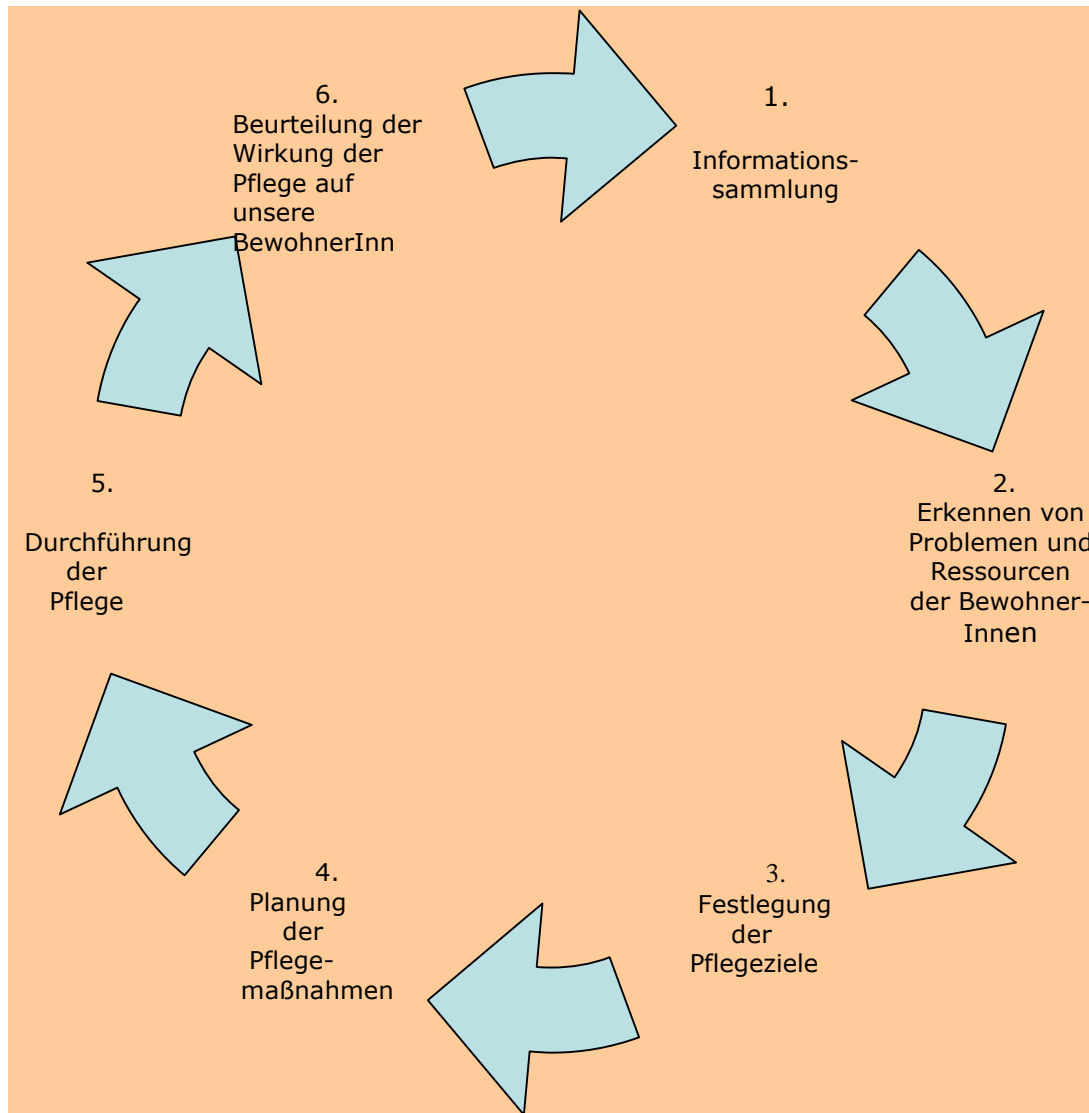 1.
Informations-
sammlung
2.
Erkennen von
Problemen und
Ressourcen
der Bewohner-
Innen
3.
Festlegung
der
Pflegeziele
4.
Planung
der
Pflege-
maßnahmen
5.
Durchführung
der
Pflege
6.
Beurteilung der
Wirkung der
Pflege auf
unsere
BewohnerInn